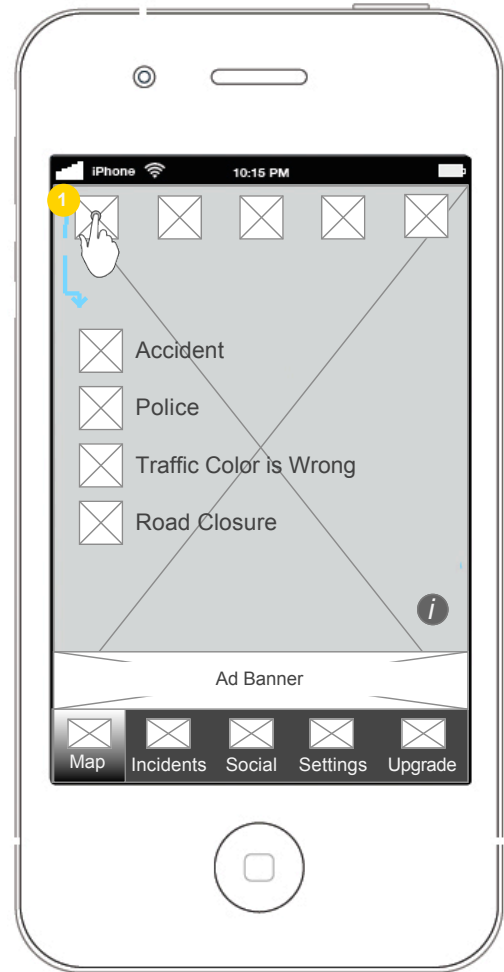 iPhone 10:15 PM
1
Accident
Police
Traffic Color is Wrong
Road Closure
i
Ad Banner
Map Incidents Social Settings Upgrade